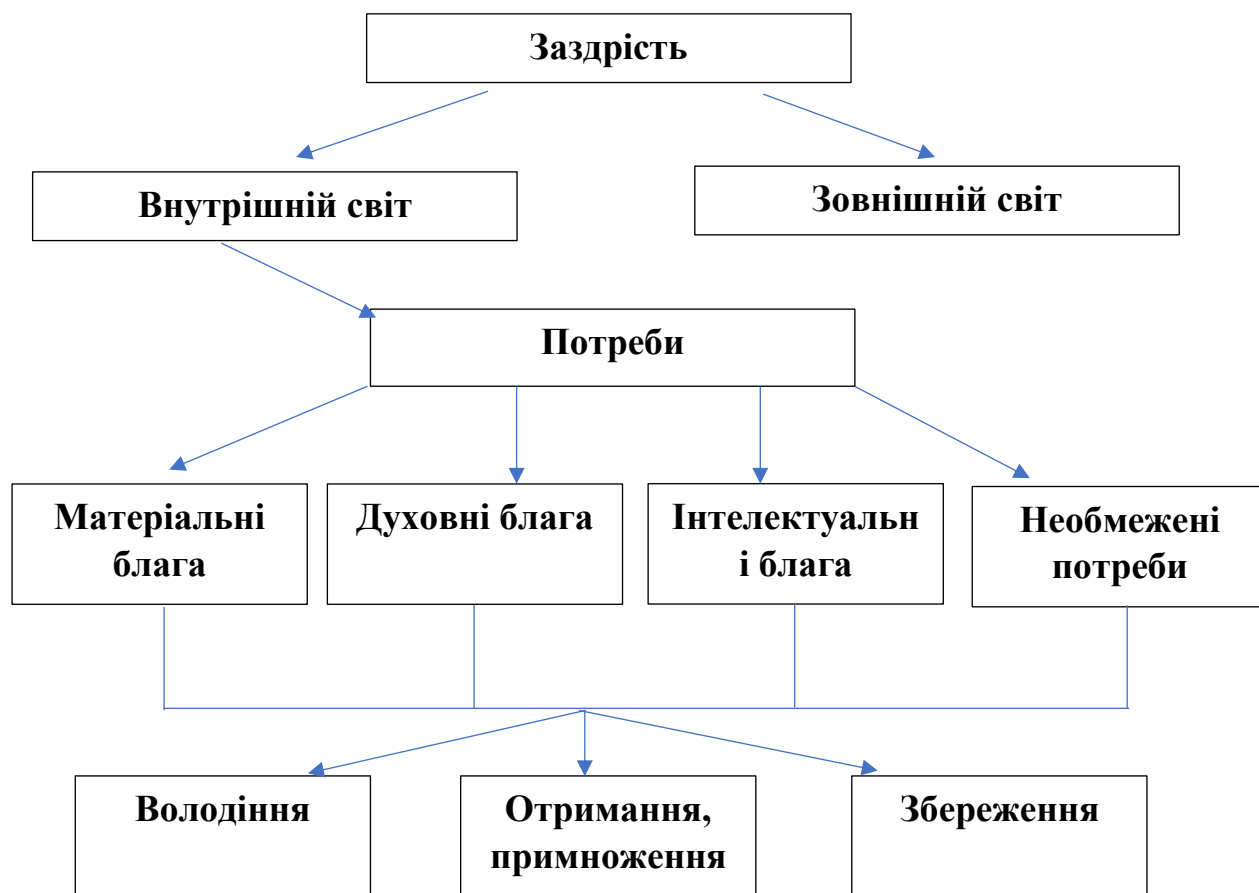 Заздрість
Внутрішній світ
Зовнішній світ
Потреби
Матеріальні
блага
Духовні блага
Інтелектуальн
і блага
Необмежені
потреби
Володіння
Отримання,
примноження
Збереження